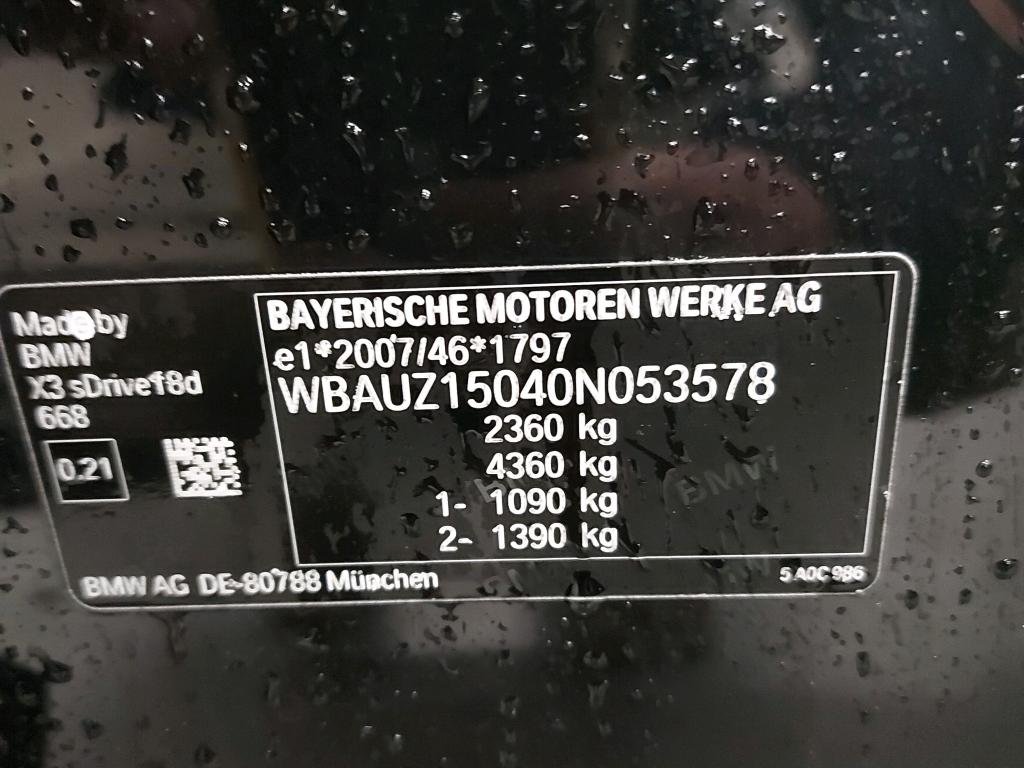 Made by
BMW
X3 sDrive18d
668
0.21
BAYERISCHE MOTOREN WERKE AG
e1*2007/46*1797
WBAUZ15040N053578
2360 kg
4360 kg
1- 1090 kg
2- 1390 kg
BMW
BMW AG DE-80788 München
5 A0C 986